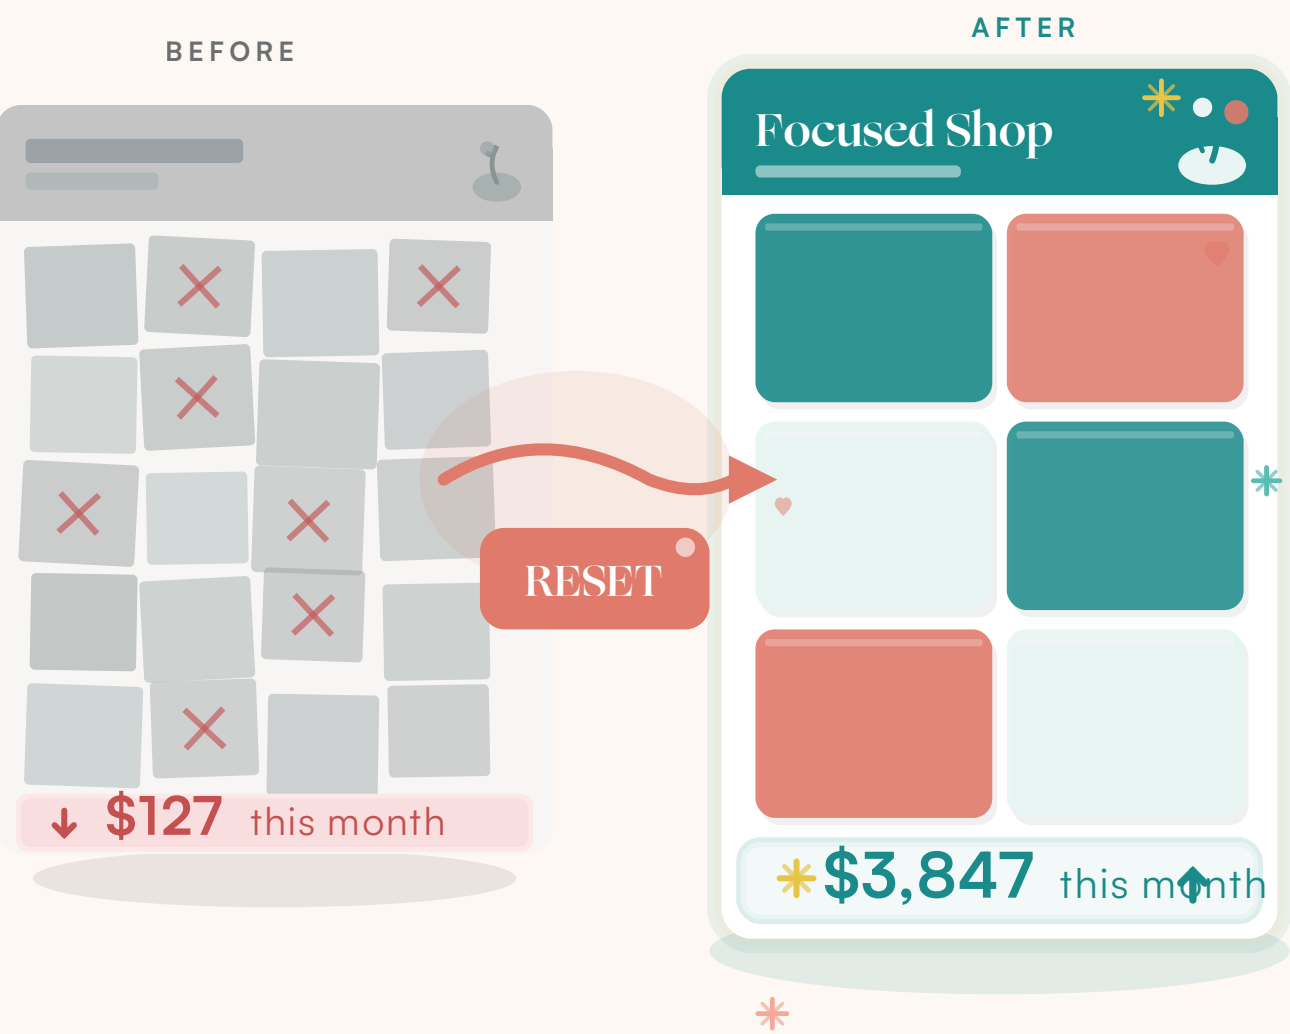 BEFORE
AFTER
Focused Shop
RESET
$127 this month
$3,847 this month